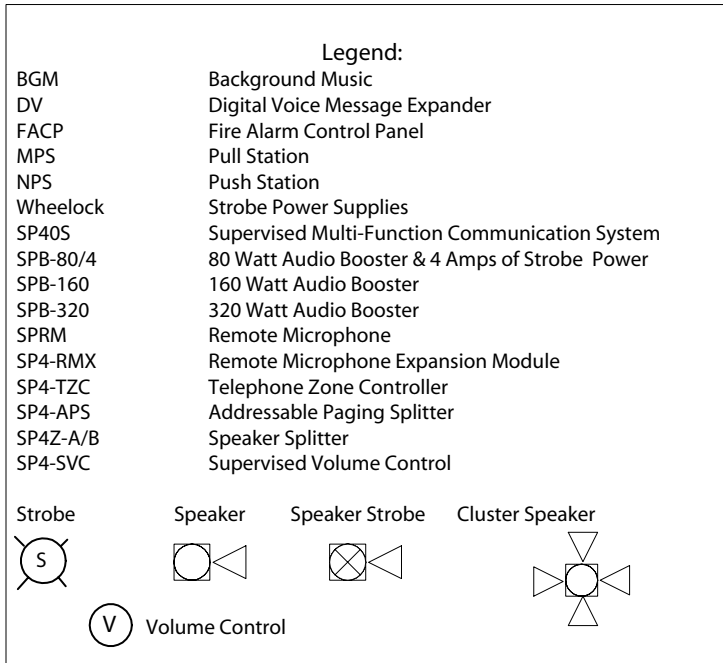 Legend:
BGM Background Music
DV Digital Voice Message Expander
FACP Fire Alarm Control Panel
MPS Pull Station
NPS Push Station
Wheelock Strobe Power Supplies
SP40S Supervised Multi-Function Communication System
SPB-80/4 80 Watt Audio Booster & 4 Amps of Strobe Power
SPB-160 160 Watt Audio Booster
SPB-320 320 Watt Audio Booster
SPRM Remote Microphone
SP4-RMX Remote Microphone Expansion Module
SP4-TZC Telephone Zone Controller
SP4-APS Addressable Paging Splitter
SP4Z-A/B Speaker Splitter
SP4-SVC Supervised Volume Control
Strobe Speaker Speaker Strobe Cluster Speaker
S
V Volume Control